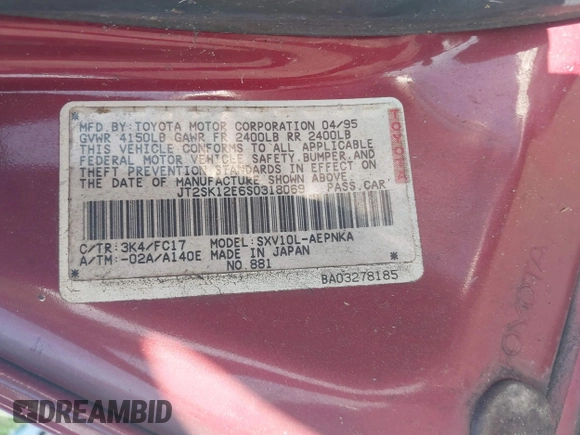 MFD.BY:TOYOTA MOTOR CORPORATION 04/95
GVWR 4150LB GAWR FR 2400LB RR 2400LB
THIS VEHICLE CONFORMS TO ALL APPLICABLE
FEDERAL MOTOR VEHICLE SAFETY,BUMPER,AND
THEFT PREVENTION STANDARDS IN EFFECT ON
THE DATE OF MANUFACTURE SHOWN ABOVE.
JT2SK12E6S0318069 PASS.CAR
TOYOTA
C/TR: 3K4/FC17 MODEL:SXV10L-AEPNKA
A/TM: -02A/A140E MADE IN JAPAN
NO.881
BA03278185
DREAMBID